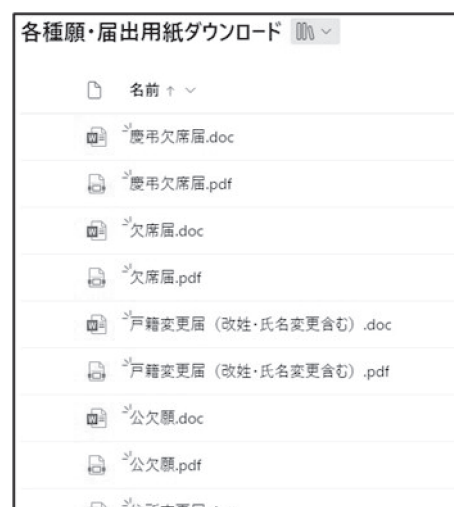 各種願・届出用紙ダウンロード
名前
慶弔欠席届.doc
慶弔欠席届.pdf
欠席届.doc
欠席届.pdf
戸籍変更届（改姓・氏名変更含む）.doc
戸籍変更届（改姓・氏名変更含む）.pdf
公欠願.doc
公欠願.pdf